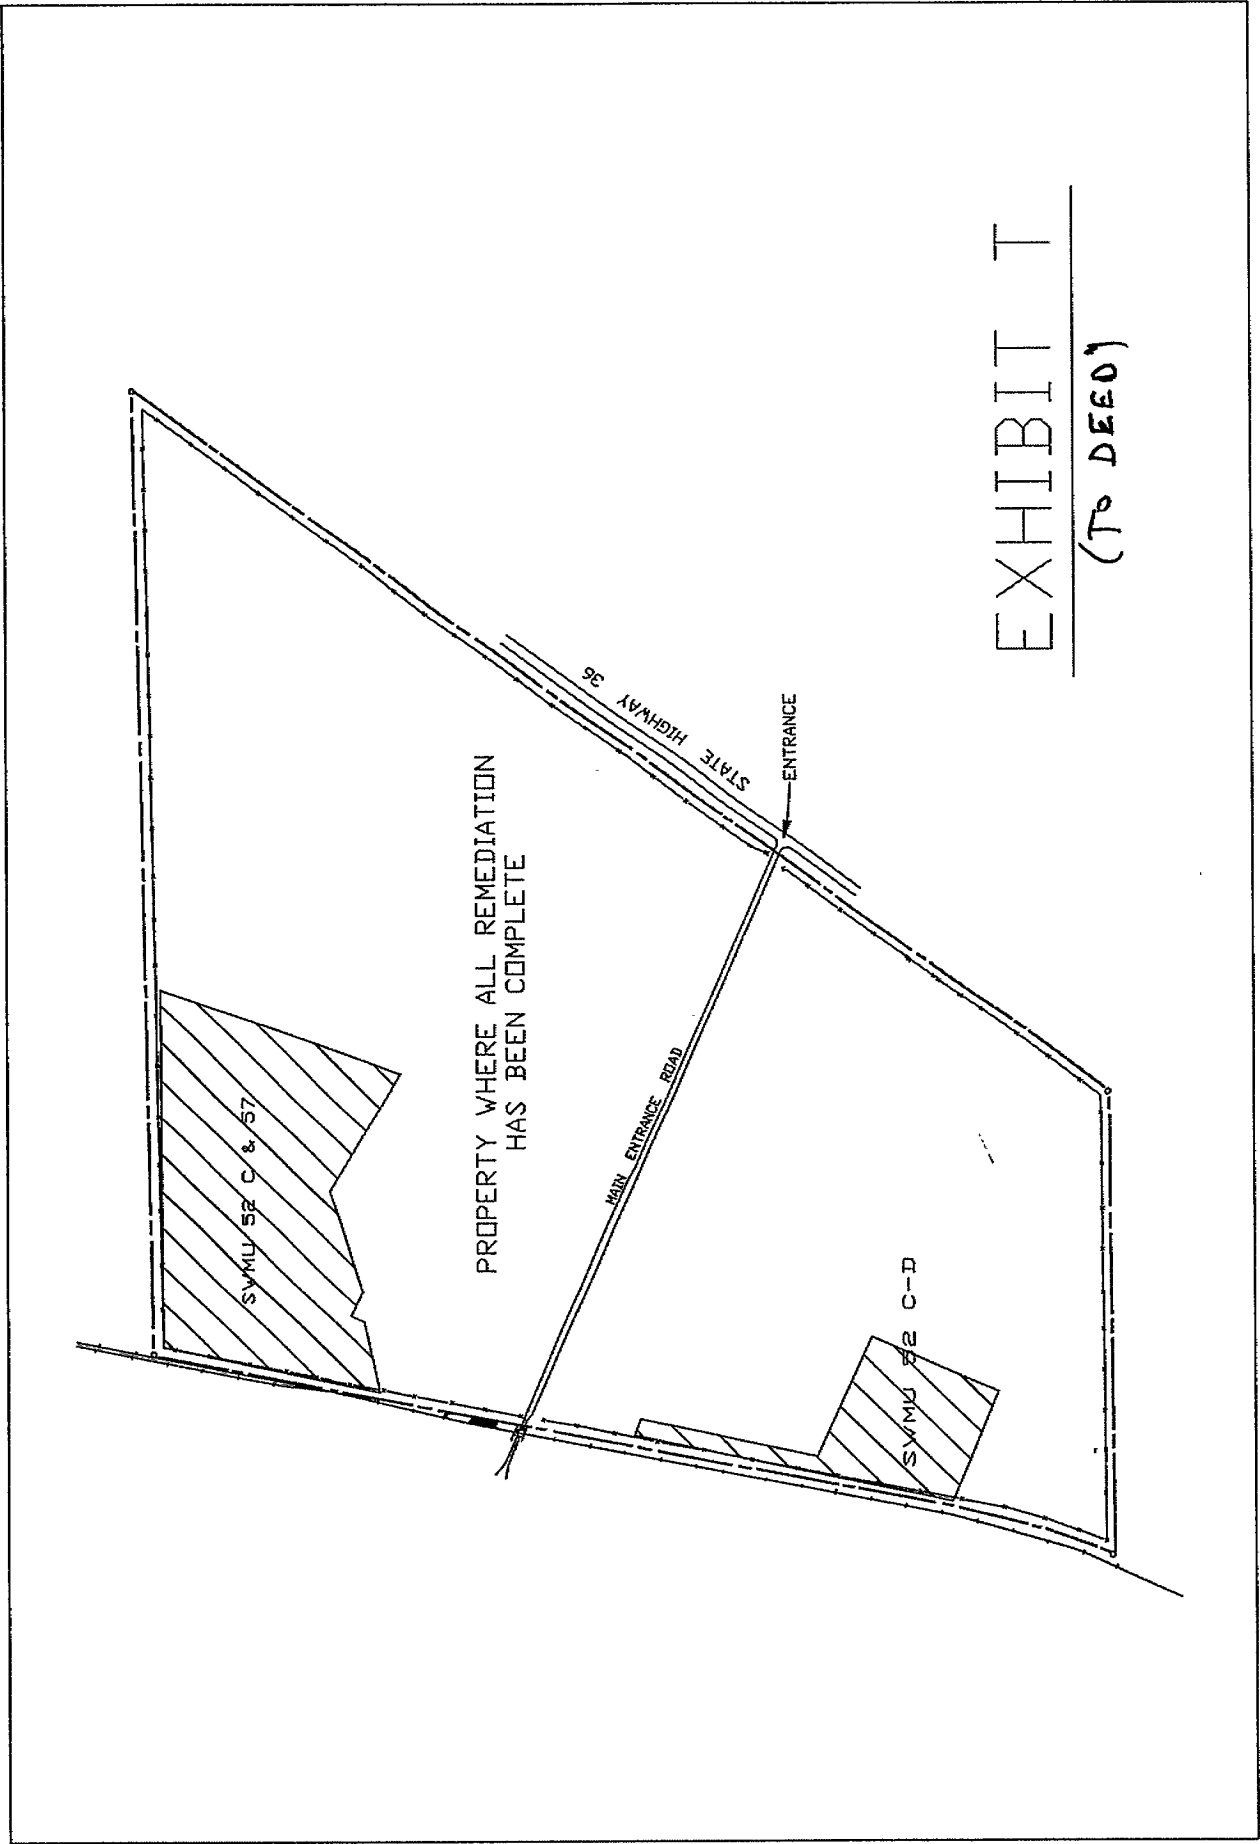 SWMU 52 C & 57
PROPERTY WHERE ALL REMEDIATION
HAS BEEN COMPLETE
STATE HIGHWAY 36
ENTRANCE
MAIN ENTRANCE ROAD
SWMU 52 C-D
EXHIBIT T
(TO DEED)